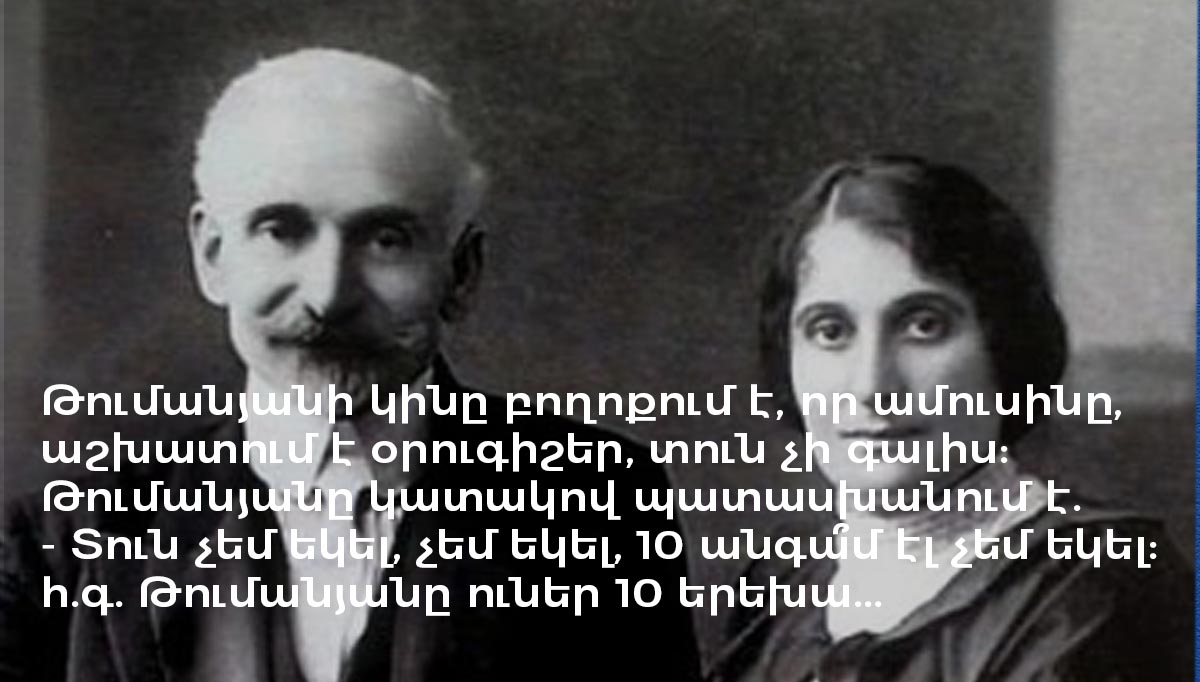 Թումանյանի կինը բողոքում է, որ ամուսինը,
աշխատում է օրուգիշեր, տուն չի գալիս:
Թումանյանը կատակով պատասխանում է.
- Տուն չեմ եկել, չեմ եկել, 10 անգա՞մ էլ չեմ եկել:
հ.գ. Թումանյանը ուներ 10 երեխա...